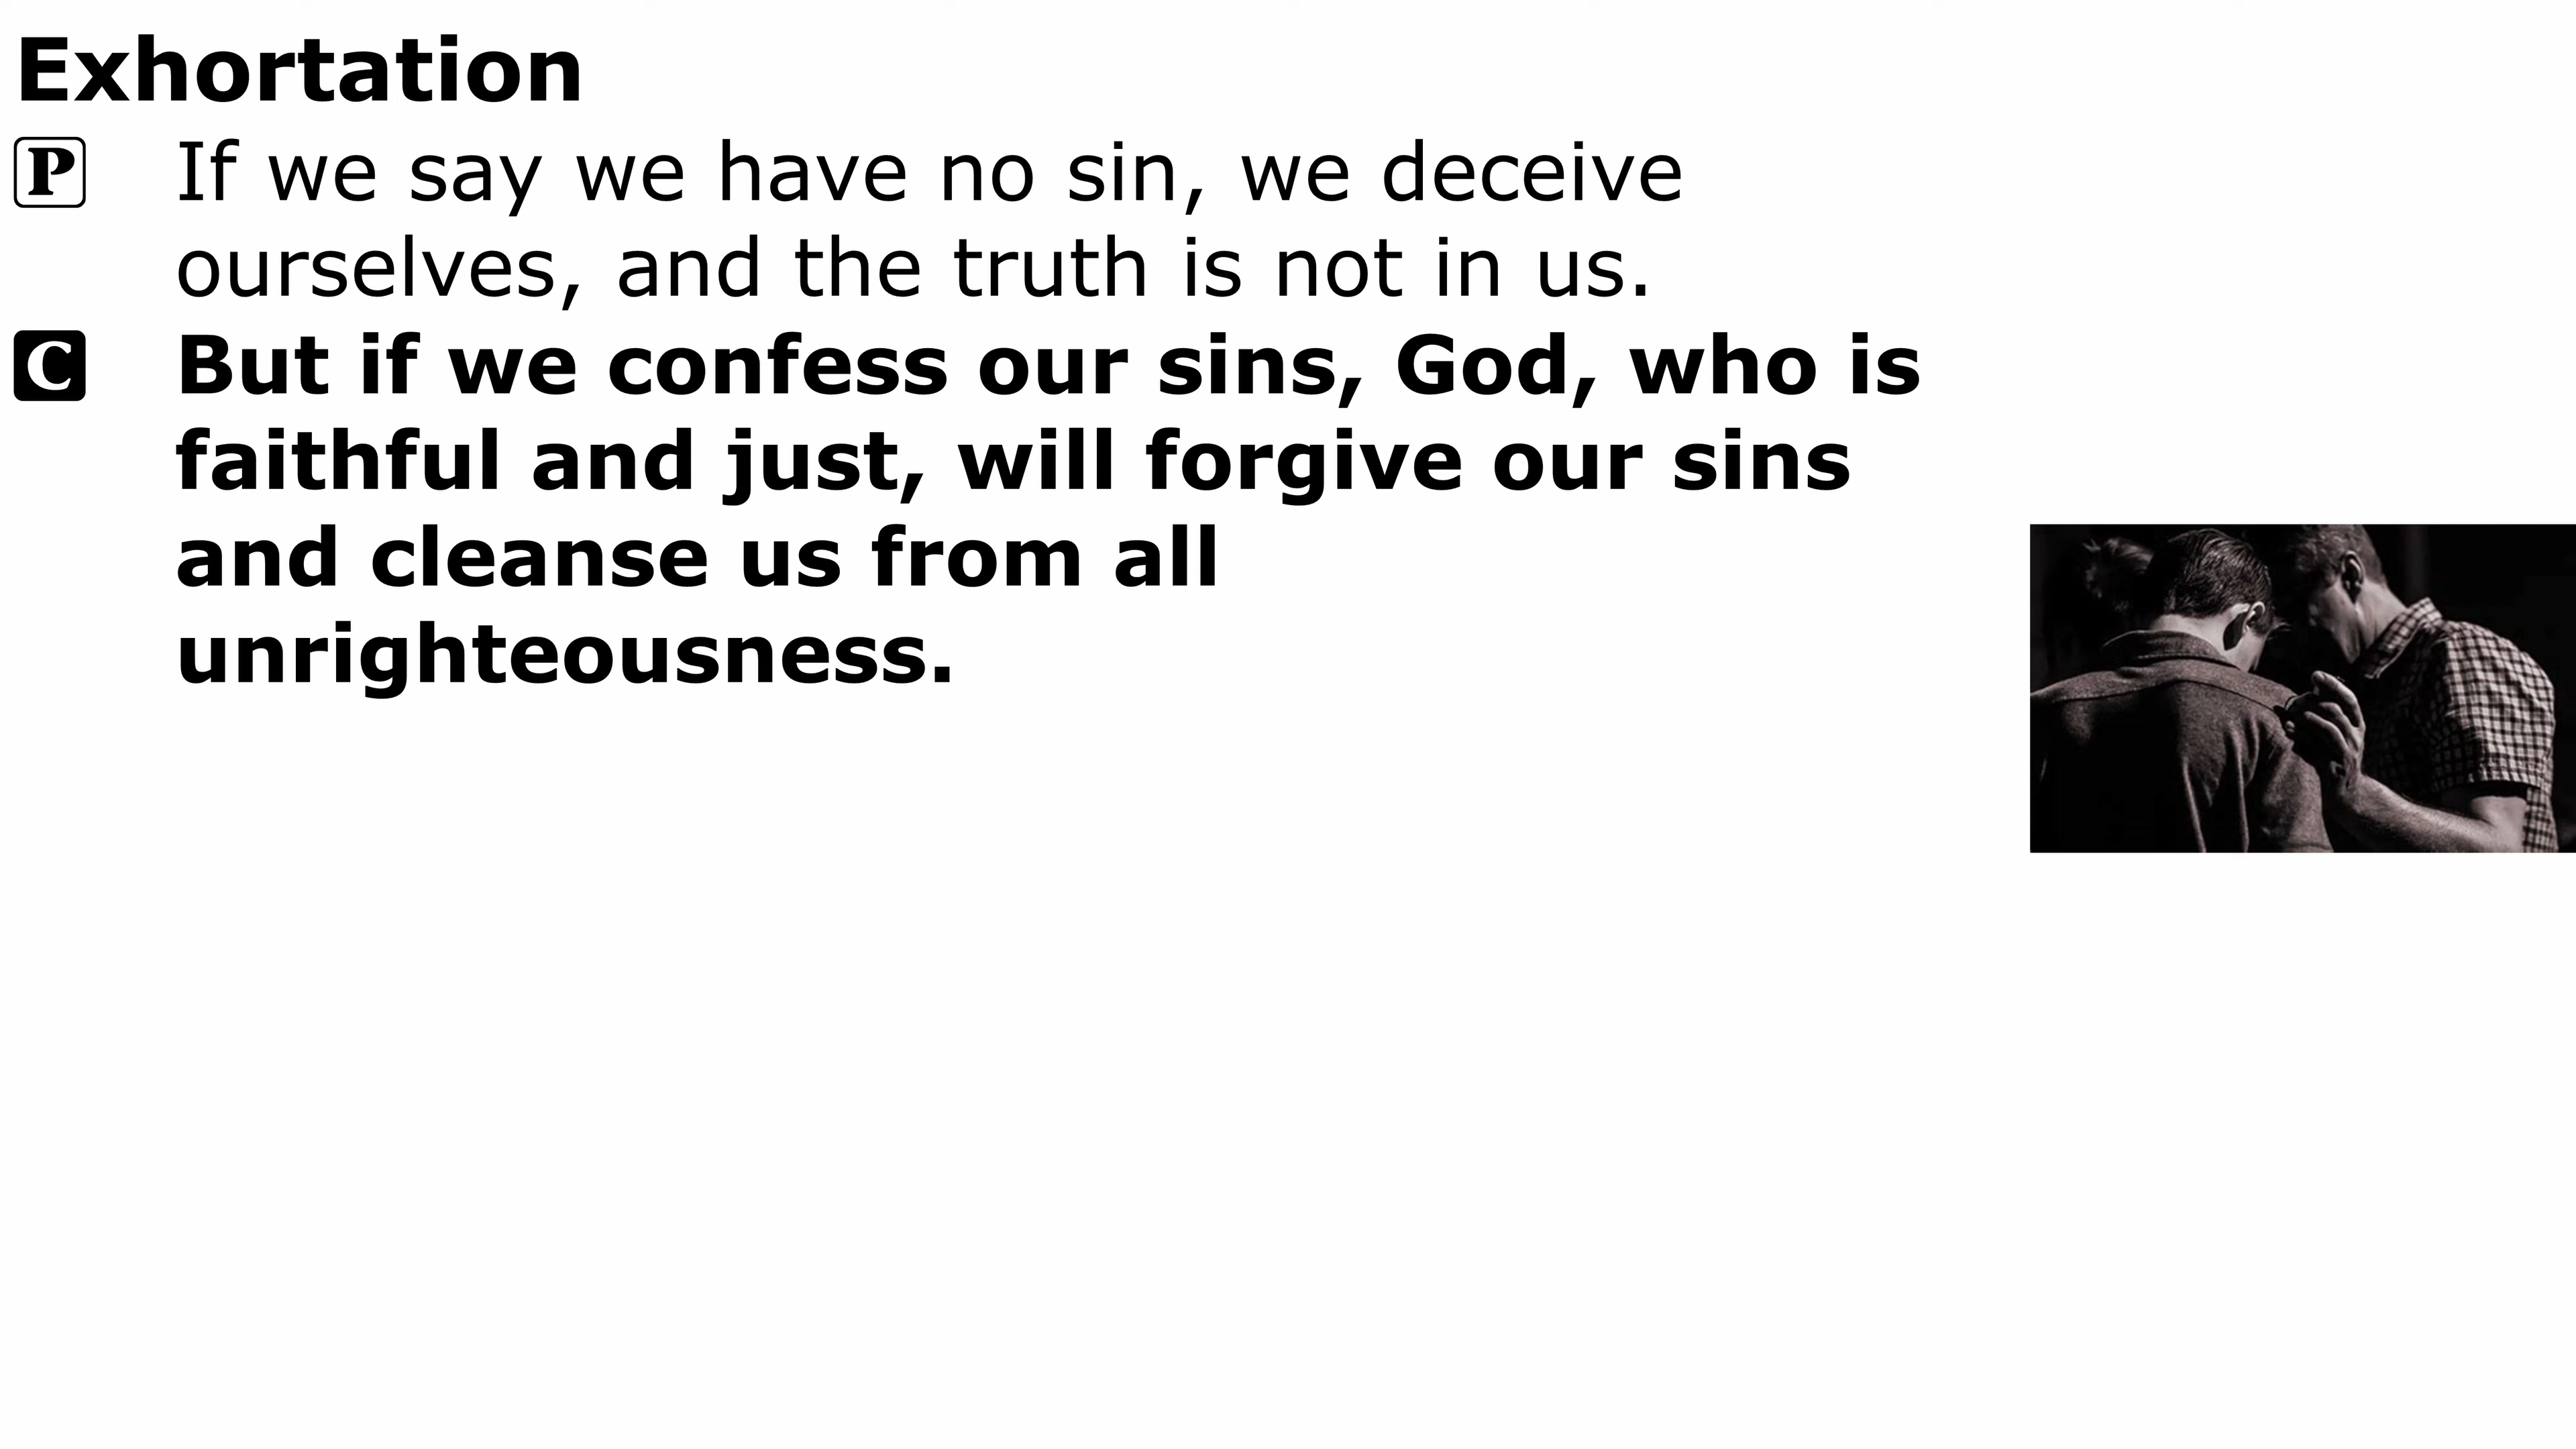 Exhortation
P If we say we have no sin, we deceive
ourselves, and the truth is not in us.
C But if we confess our sins, God, who is
faithful and just, will forgive our sins
and cleanse us from all
unrighteousness.